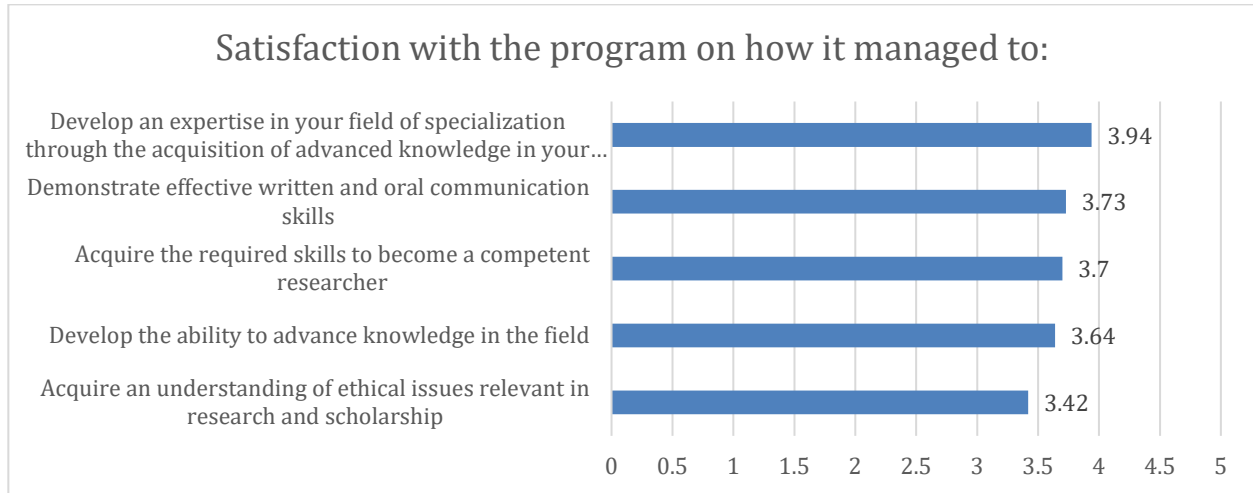 Satisfaction with the program on how it managed to:
Develop an expertise in your field of specialization
through the acquisition of advanced knowledge in your…
3.94
Demonstrate effective written and oral communication
skills
3.73
Acquire the required skills to become a competent
researcher
3.7
Develop the ability to advance knowledge in the field
3.64
Acquire an understanding of ethical issues relevant in
research and scholarship
3.42
0 0.5 1 1.5 2 2.5 3 3.5 4 4.5 5